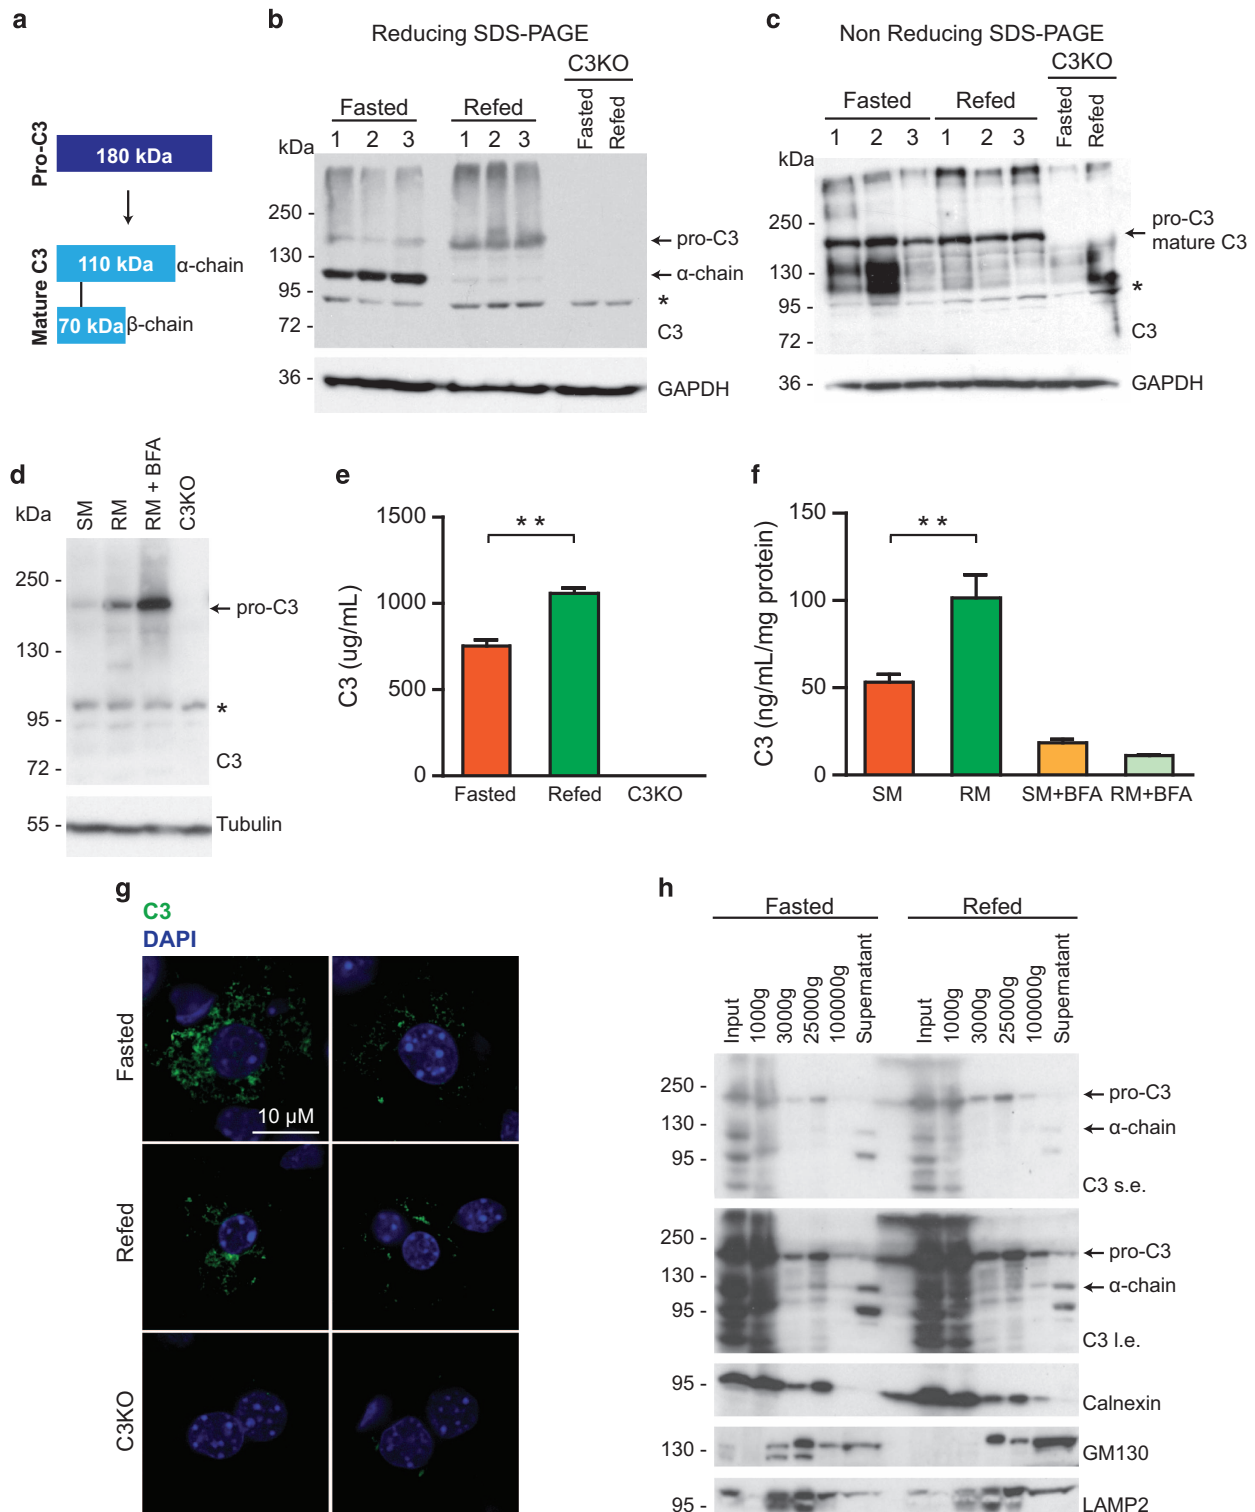 a
Pro-C3
180 kDa
Mature C3
110 kDa
α-chain
70 kDa
β-chain
b
Reducing SDS-PAGE
C3KO
Fasted
Refed
Fasted
Refed
1 2 3
1 2 3
kDa
250 -
130 -
95 -
72 -
36 -
pro-C3
α-chain
*
C3
GAPDH
c
Non Reducing SDS-PAGE
C3KO
Fasted
Refed
Fasted
Refed
1 2 3
1 2 3
kDa
250 -
130 -
95 -
72 -
36 -
pro-C3
mature C3
*
C3
GAPDH
d
kDa
SM
RM
RM + BFA
C3KO
250 -
130 -
95 -
72 -
55 -
pro-C3
*
C3
Tubulin
e
C3 (ug/mL)
1500
1000
500
0
**
Fasted
Refed
C3KO
f
C3 (ng/mL/mg protein)
150
100
50
0
**
SM
RM
SM+BFA
RM+BFA
g
C3
DAPI
Fasted
10 µM
Refed
C3KO
h
Fasted
Refed
Input
1000g
3000g
25000g
100000g
Supernatant
Input
1000g
3000g
25000g
100000g
Supernatant
250 -
130 -
95 -
pro-C3
α-chain
C3 s.e.
250 -
130 -
95 -
pro-C3
α-chain
C3 l.e.
95 -
Calnexin
130 -
GM130
95 -
LAMP2